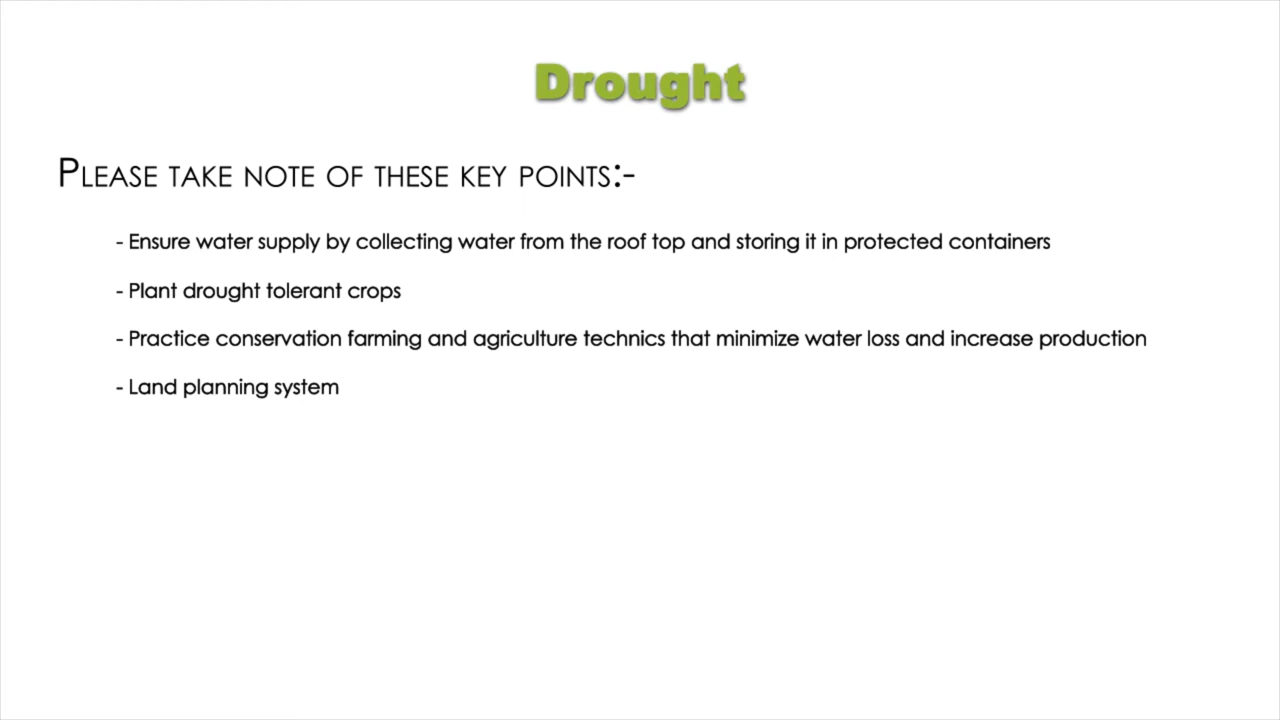 Drought
Please take note of these key points:-
- Ensure water supply by collecting water from the roof top and storing it in protected containers
- Plant drought tolerant crops
- Practice conservation farming and agriculture technics that minimize water loss and increase production
- Land planning system